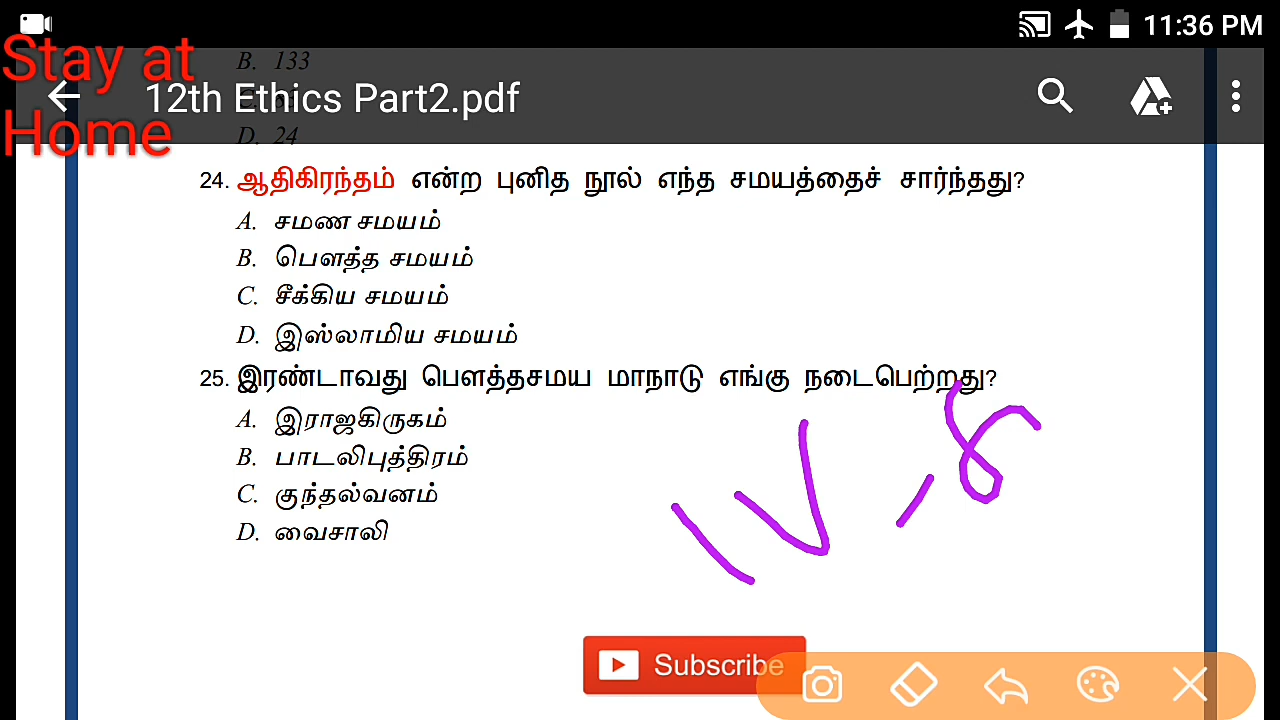 11:36 PM
Stay at
Home
B. 133
12th Ethics Part2.pdf
D. 24
24. ஆதிகிரந்தம் என்ற புனித நூல் எந்த சமயத்தைச் சார்ந்தது?
A. சமண சமயம்
B. பௌத்த சமயம்
C. சீக்கிய சமயம்
D. இஸ்லாமிய சமயம்
25. இரண்டாவது பௌத்தசமய மாநாடு எங்கு நடைபெற்றது?
A. இராஜகிருகம்
B. பாடலிபுத்திரம்
C. குந்தல்வனம்
D. வைசாலி
IV - 8
Subscribe